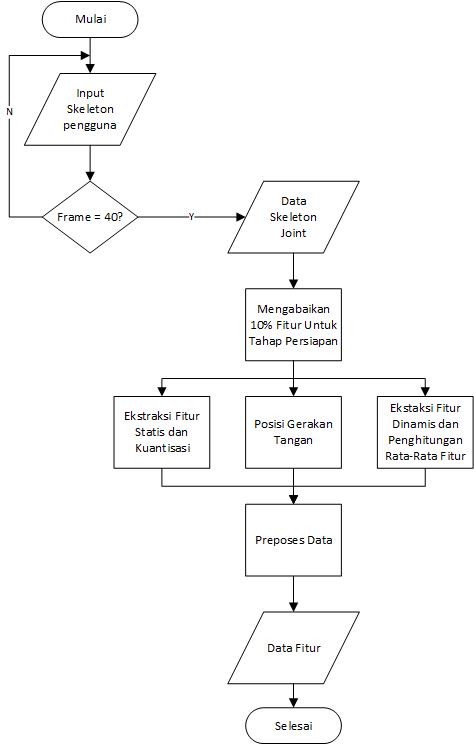 Mulai
Input
Skeleton
pengguna
N
Frame = 40?
Y
Data
Skeleton
Joint
Mengabaikan
10% Fitur Untuk
Tahap Persiapan
Ekstraksi Fitur
Statis dan
Kuantisasi
Posisi Gerakan
Tangan
Ekstaksi Fitur
Dinamis dan
Penghitungan
Rata-Rata Fitur
Preposes Data
Data Fitur
Selesai